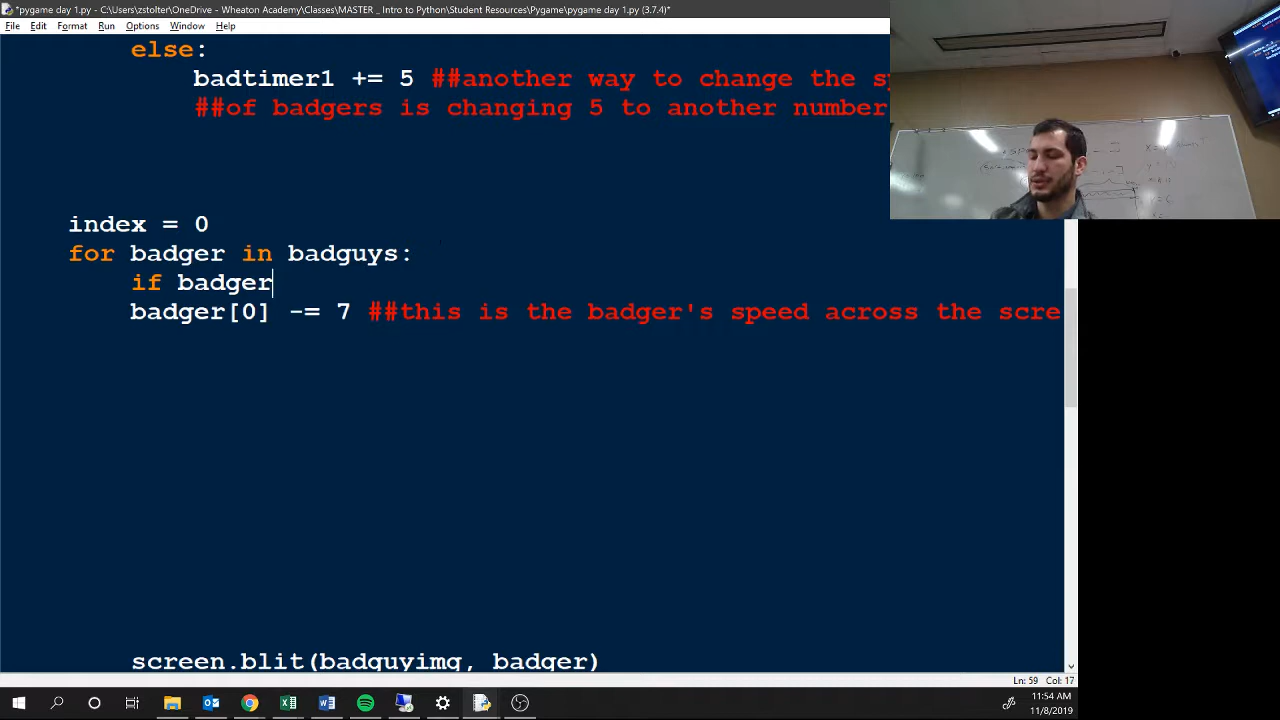 *pygame day 1.py - C:\Users\zstolter\OneDrive - Wheaton Academy\Classes\MASTER _ Intro to Python\Student Resources\Pygame\pygame day 1.py (3.7.4)*
File Edit Format Run Options Window Help
else:
badtimer1 += 5 ##another way to change the sp
##of badgers is changing 5 to another number
index = 0
for badger in badguys:
if badger
badger[0] -= 7 ##this is the badger's speed across the scre
screen.blit(badguyimg, badger)
Ln: 59 Col: 17
11:54 AM
11/8/2019